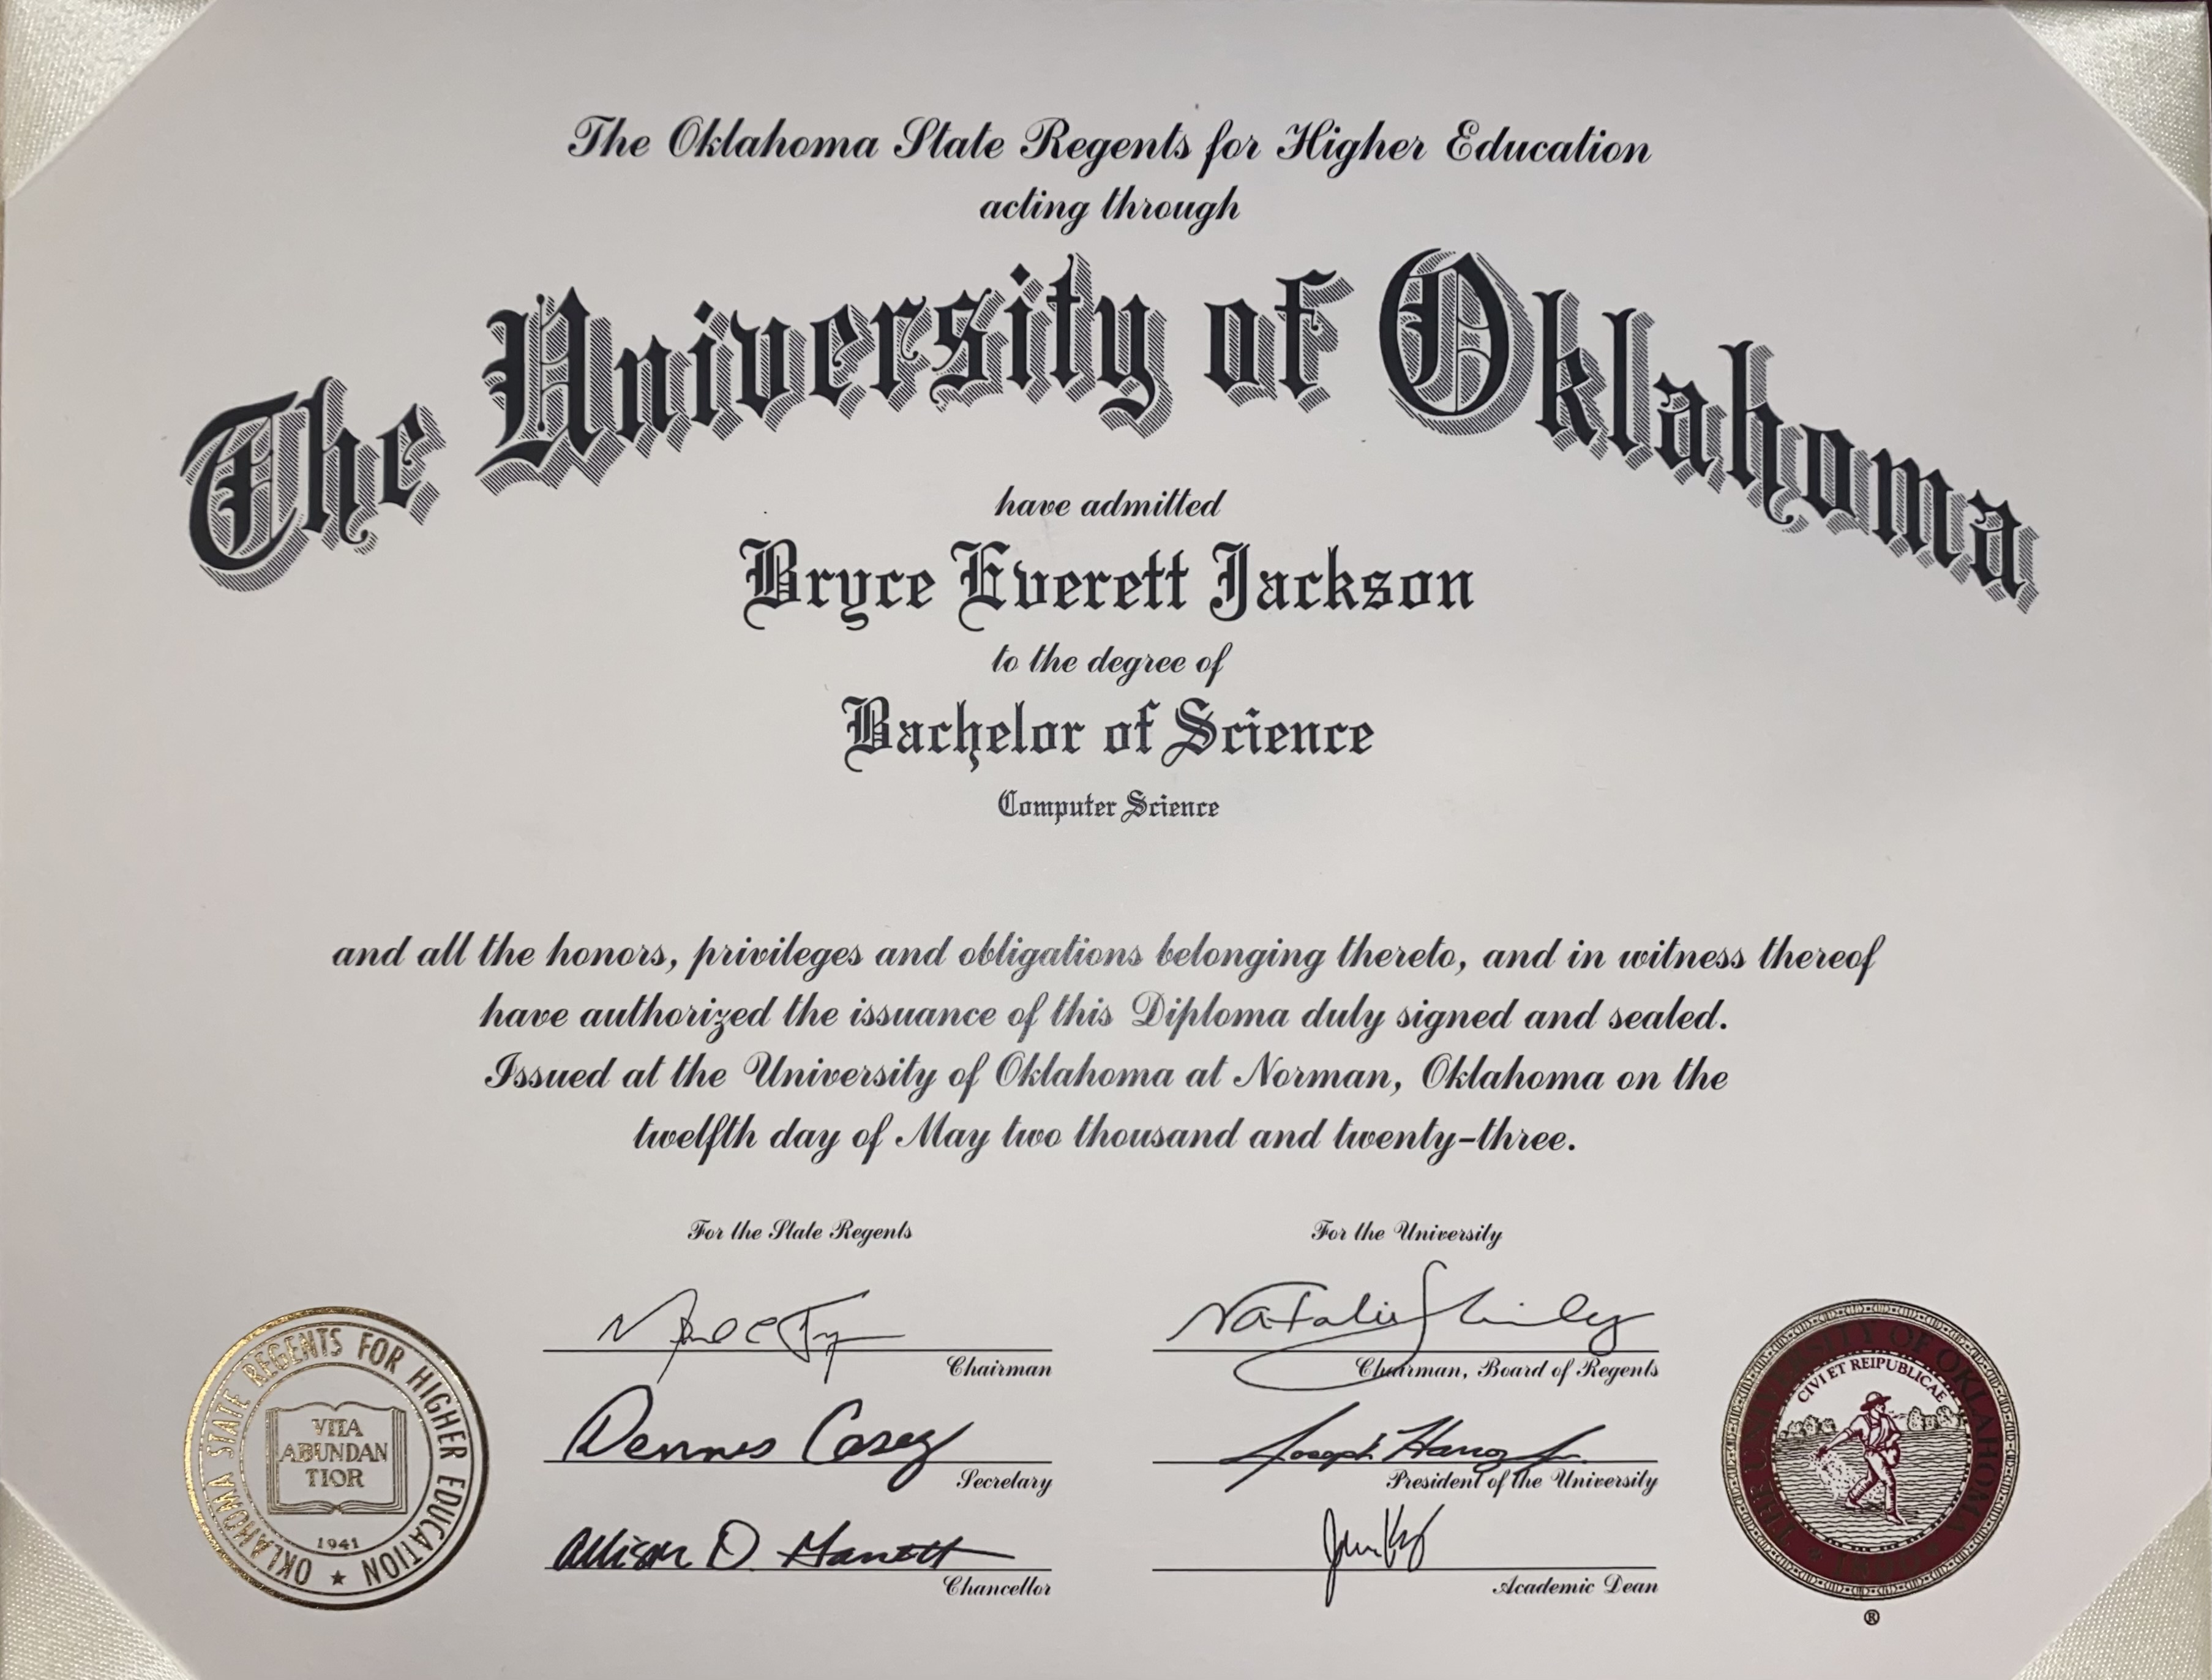 The Oklahoma State Regents for Higher Education
acting through
The University of Oklahoma
have admitted
Bryce Everett Jackson
to the degree of
Bachelor of Science
Computer Science
and all the honors, privileges and obligations belonging thereto, and in witness thereof
have authorized the issuance of this Diploma duly signed and sealed.
Issued at the University of Oklahoma at Norman, Oklahoma on the
twelfth day of May two thousand and twenty-three.
For the State Regents
Chairman
Dennis Casey
Secretary
Allison D. Garrett
Chancellor
For the University
Natalie Shirley
Chairman, Board of Regents
Joseph Harroz Jr.
President of the University
Academic Dean
OKLAHOMA STATE REGENTS FOR HIGHER EDUCATION
VITA
ABUNDAN
TIOR
1941
THE UNIVERSITY OF OKLAHOMA
CIVI ET REIPUBLICAE
1890
®